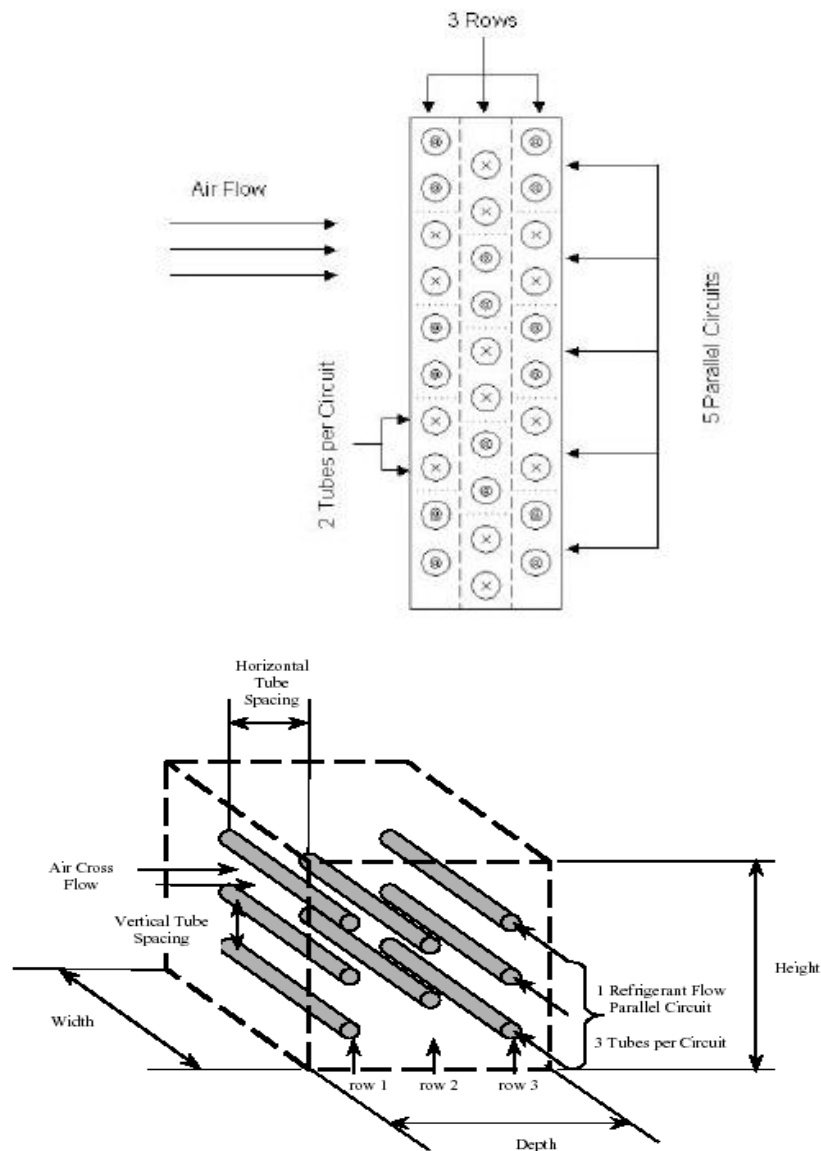 3 Rows
Air Flow
2 Tubes per Circuit
5 Parallel Circuits
Horizontal
Tube
Spacing
Air Cross
Flow
Vertical Tube
Spacing
Width
Height
1 Refrigerant Flow
Parallel Circuit
3 Tubes per Circuit
row 1
row 2
row 3
Depth